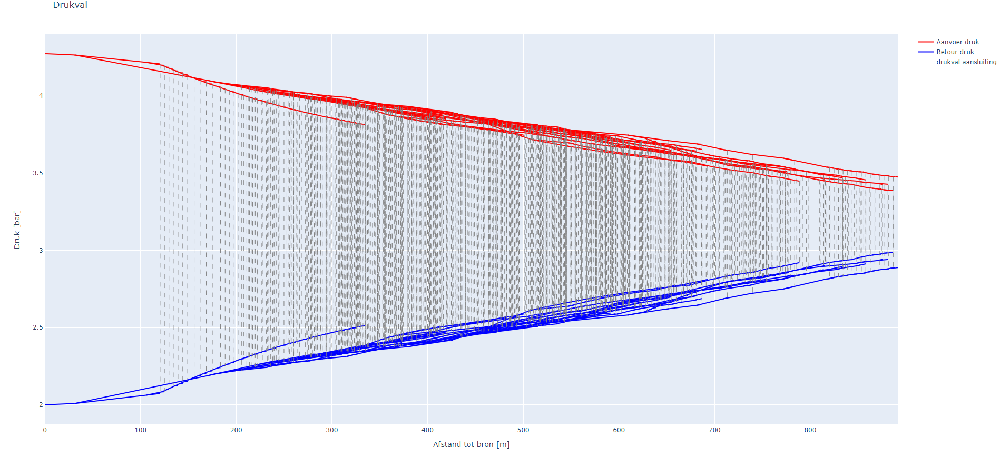 Drukval
Aanvoer druk
Retour druk
drukval aansluiting
4
3.5
3
2.5
2
Druk [bar]
0 100 200 300 400 500 600 700 800
Afstand tot bron [m]